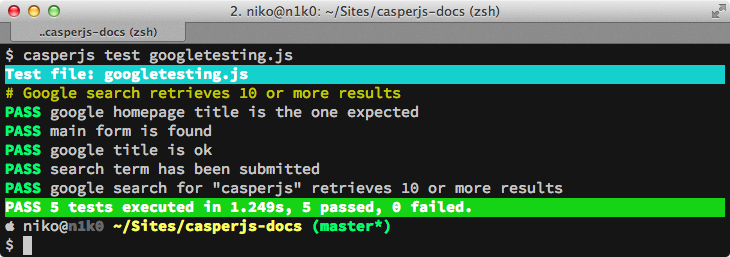 2. niko@n1k0: ~/Sites/casperjs-docs (zsh)
..casperjs-docs (zsh)
$ casperjs test googletesting.js
Test file: googletesting.js
# Google search retrieves 10 or more results
PASS google homepage title is the one expected
PASS main form is found
PASS google title is ok
PASS search term has been submitted
PASS google search for "casperjs" retrieves 10 or more results
PASS 5 tests executed in 1.249s, 5 passed, 0 failed.
niko@n1k0 ~/Sites/casperjs-docs (master*)
$